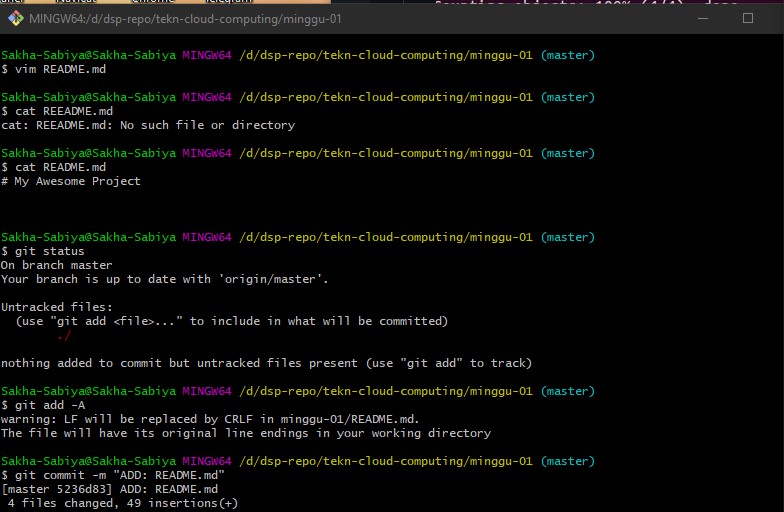 MINGW64:/d/dsp-repo/tekn-cloud-computing/minggu-01
Sakha-Sabiya@Sakha-Sabiya MINGW64 /d/dsp-repo/tekn-cloud-computing/minggu-01 (master)
$ vim README.md
Sakha-Sabiya@Sakha-Sabiya MINGW64 /d/dsp-repo/tekn-cloud-computing/minggu-01 (master)
$ cat REEADME.md
cat: REEADME.md: No such file or directory
Sakha-Sabiya@Sakha-Sabiya MINGW64 /d/dsp-repo/tekn-cloud-computing/minggu-01 (master)
$ cat README.md
# My Awesome Project
Sakha-Sabiya@Sakha-Sabiya MINGW64 /d/dsp-repo/tekn-cloud-computing/minggu-01 (master)
$ git status
On branch master
Your branch is up to date with 'origin/master'.
Untracked files:
(use "git add <file>..." to include in what will be committed)
./
nothing added to commit but untracked files present (use "git add" to track)
Sakha-Sabiya@Sakha-Sabiya MINGW64 /d/dsp-repo/tekn-cloud-computing/minggu-01 (master)
$ git add -A
warning: LF will be replaced by CRLF in minggu-01/README.md.
The file will have its original line endings in your working directory
Sakha-Sabiya@Sakha-Sabiya MINGW64 /d/dsp-repo/tekn-cloud-computing/minggu-01 (master)
$ git commit -m "ADD: README.md"
[master 5236d83] ADD: README.md
4 files changed, 49 insertions(+)